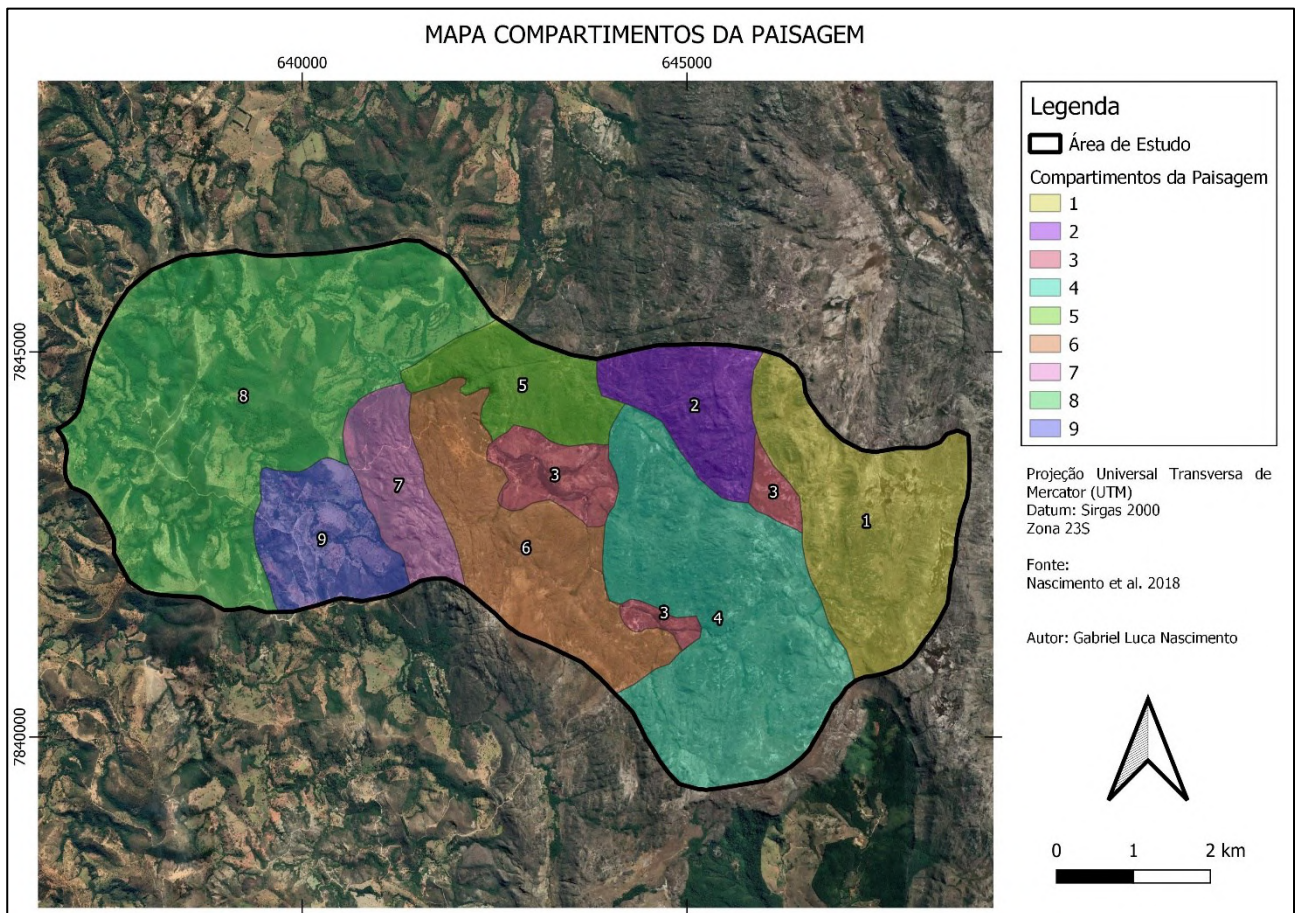 MAPA COMPARTIMENTOS DA PAISAGEM
640000
645000
7845000
7840000
8
5
2
3
3
1
7
9
6
3
4
Legenda
Área de Estudo
Compartimentos da Paisagem
1
2
3
4
5
6
7
8
9
Projeção Universal Transversa de
Mercator (UTM)
Datum: Sirgas 2000
Zona 23S
Fonte:
Nascimento et al. 2018
Autor: Gabriel Luca Nascimento
0 1 2 km